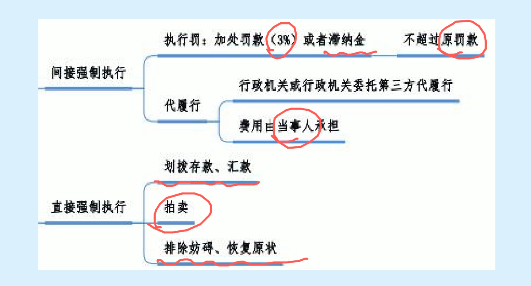 执行罚：加处罚款（3%）或者滞纳金
不超过原罚款
间接强制执行
行政机关或行政机关委托第三方代履行
代履行
费用由当事人承担
划拨存款、汇款
直接强制执行
拍卖
排除妨碍、恢复原状